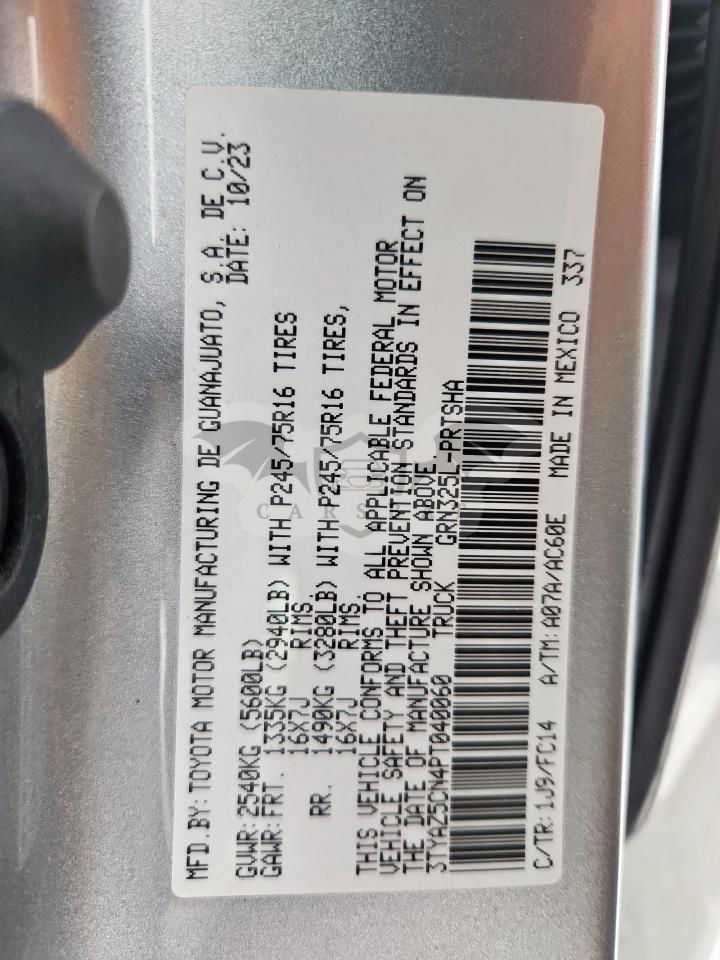 MFD.BY:TOYOTA MOTOR MANUFACTURING DE GUANAJUATO, S.A. DE C.V.
DATE: 10/23
GVWR:2540KG (5600LB)
GAWR:FRT. 1335KG (2940LB) WITH P245/75R16 TIRES
16X7J RIMS.
RR. 1490KG (3280LB) WITH P245/75R16 TIRES,
16X7J RIMS.
THIS VEHICLE CONFORMS TO ALL APPLICABLE FEDERAL MOTOR
VEHICLE SAFETY AND THEFT PREVENTION STANDARDS IN EFFECT ON
THE DATE OF MANUFACTURE SHOWN ABOVE.
3TYAZ5CN4PT040060 TRUCK GRN325L-PRTSHA
C/TR:1J9/FC14 A/TM:A07A/AC60E MADE IN MEXICO 337